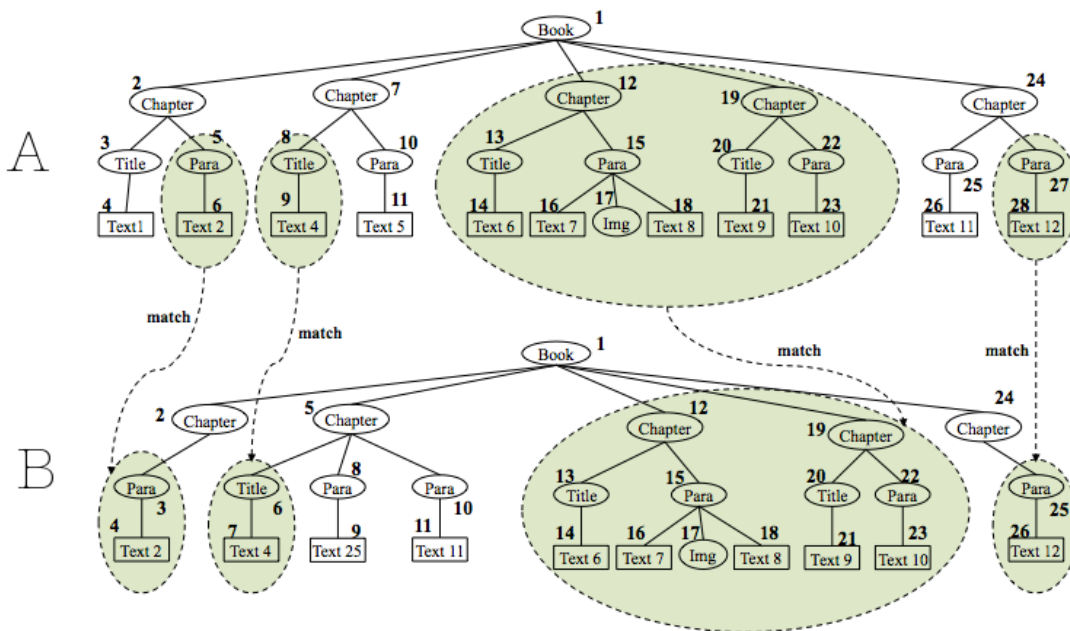 Book 1
2 7 12 24
Chapter Chapter Chapter 19 Chapter Chapter
A
3 5 8 10 13 15 20 22
Title Para Title Para Title Para Title Para Para 25 Para 27
4 6 9 11 14 16 17 18 21 23 26 28
Text1 Text 2 Text 4 Text 5 Text 6 Text 7 Img Text 8 Text 9 Text 10 Text 11 Text 12
match match match match
Book 1
2 5 12 19 24
Chapter Chapter Chapter Chapter Chapter
B
8 13 15 20 22
Para 3 Title 6 Para Para 10 Title Para Title Para Para 25
4 7 9 11 14 16 17 18 21 23 26
Text 2 Text 4 Text 25 Text 11 Text 6 Text 7 Img Text 8 Text 9 Text 10 Text 12